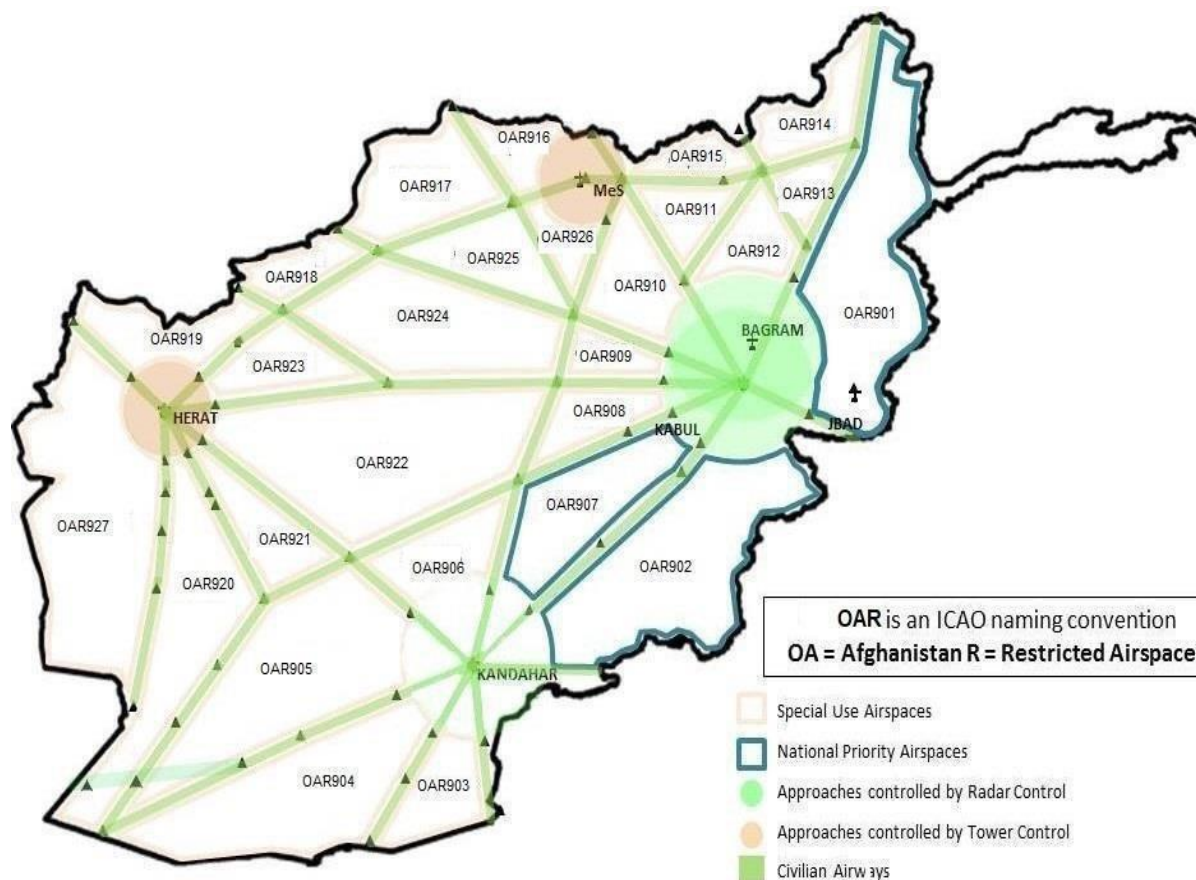 OAR914
OAR916
OAR915
OAR917
MeS
OAR913
OAR911
OAR926
OAR912
OAR925
OAR918
OAR910
OAR901
OAR924
BAGRAM
OAR919
OAR909
OAR923
OAR908
HERAT
JBAD
KABUL
OAR922
OAR907
OAR927
OAR921
OAR902
OAR906
OAR920
OAR905
KANDAHAR
OAR904
OAR903
OAR is an ICAO naming convention
OA = Afghanistan R = Restricted Airspace
Special Use Airspaces
National Priority Airspaces
Approaches controlled by Radar Control
Approaches controlled by Tower Control
Civilian Airways